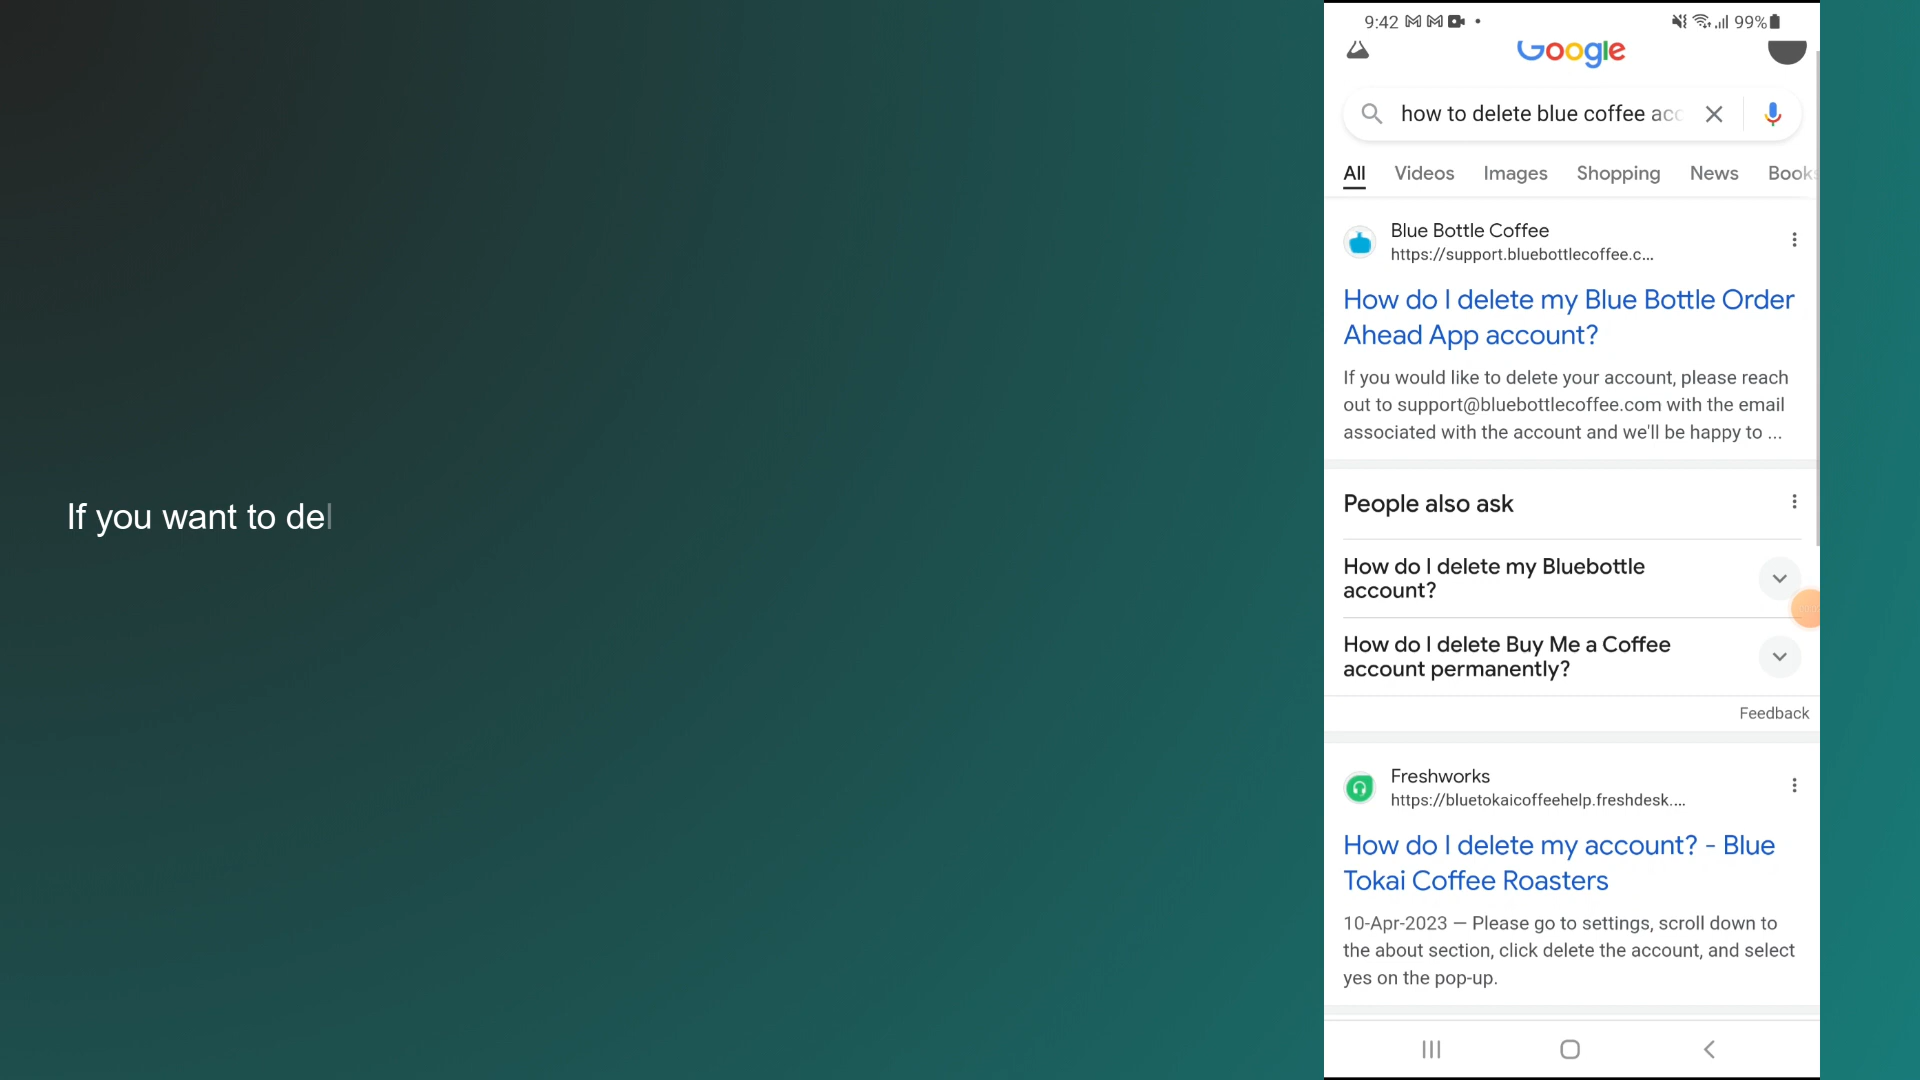 If you want to del
9:42
99%
Google
how to delete blue coffee acc
All Videos Images Shopping News Books
Blue Bottle Coffee
https://support.bluebottlecoffee.c...
How do I delete my Blue Bottle Order
Ahead App account?
If you would like to delete your account, please reach
out to support@bluebottlecoffee.com with the email
associated with the account and we'll be happy to ...
People also ask
How do I delete my Bluebottle
account?
How do I delete Buy Me a Coffee
account permanently?
Feedback
Freshworks
https://bluetokaicoffeehelp.freshdesk....
How do I delete my account? - Blue
Tokai Coffee Roasters
10-Apr-2023 — Please go to settings, scroll down to
the about section, click delete the account, and select
yes on the pop-up.